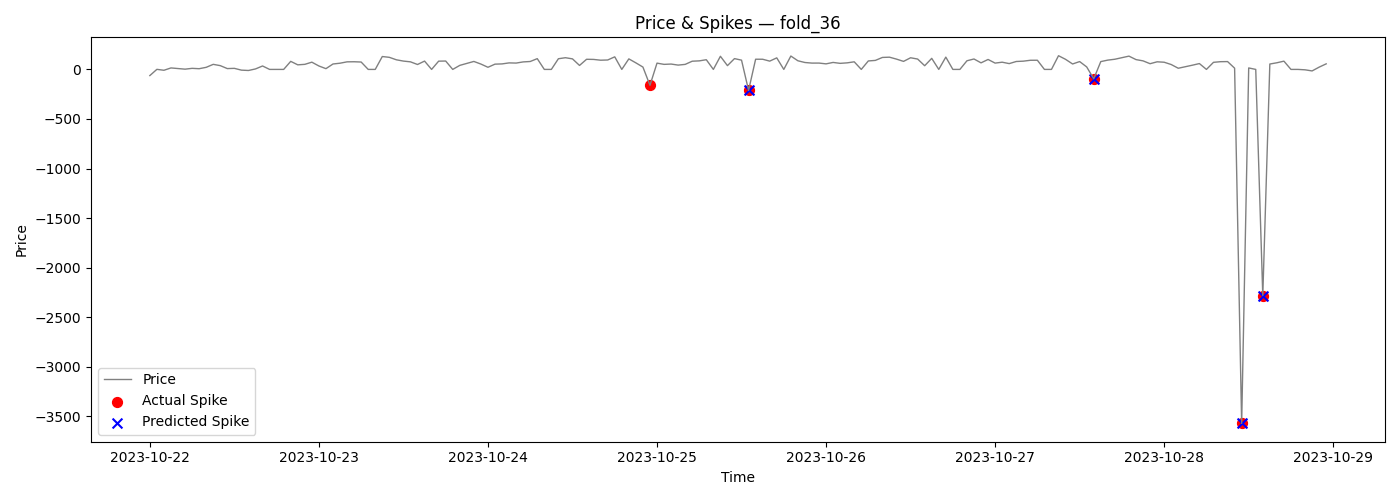 Price & Spikes — fold_36
Price
0
−500
−1000
−1500
−2000
−2500
−3000
−3500
Price
Actual Spike
Predicted Spike
2023-10-22
2023-10-23
2023-10-24
2023-10-25
2023-10-26
2023-10-27
2023-10-28
2023-10-29
Time